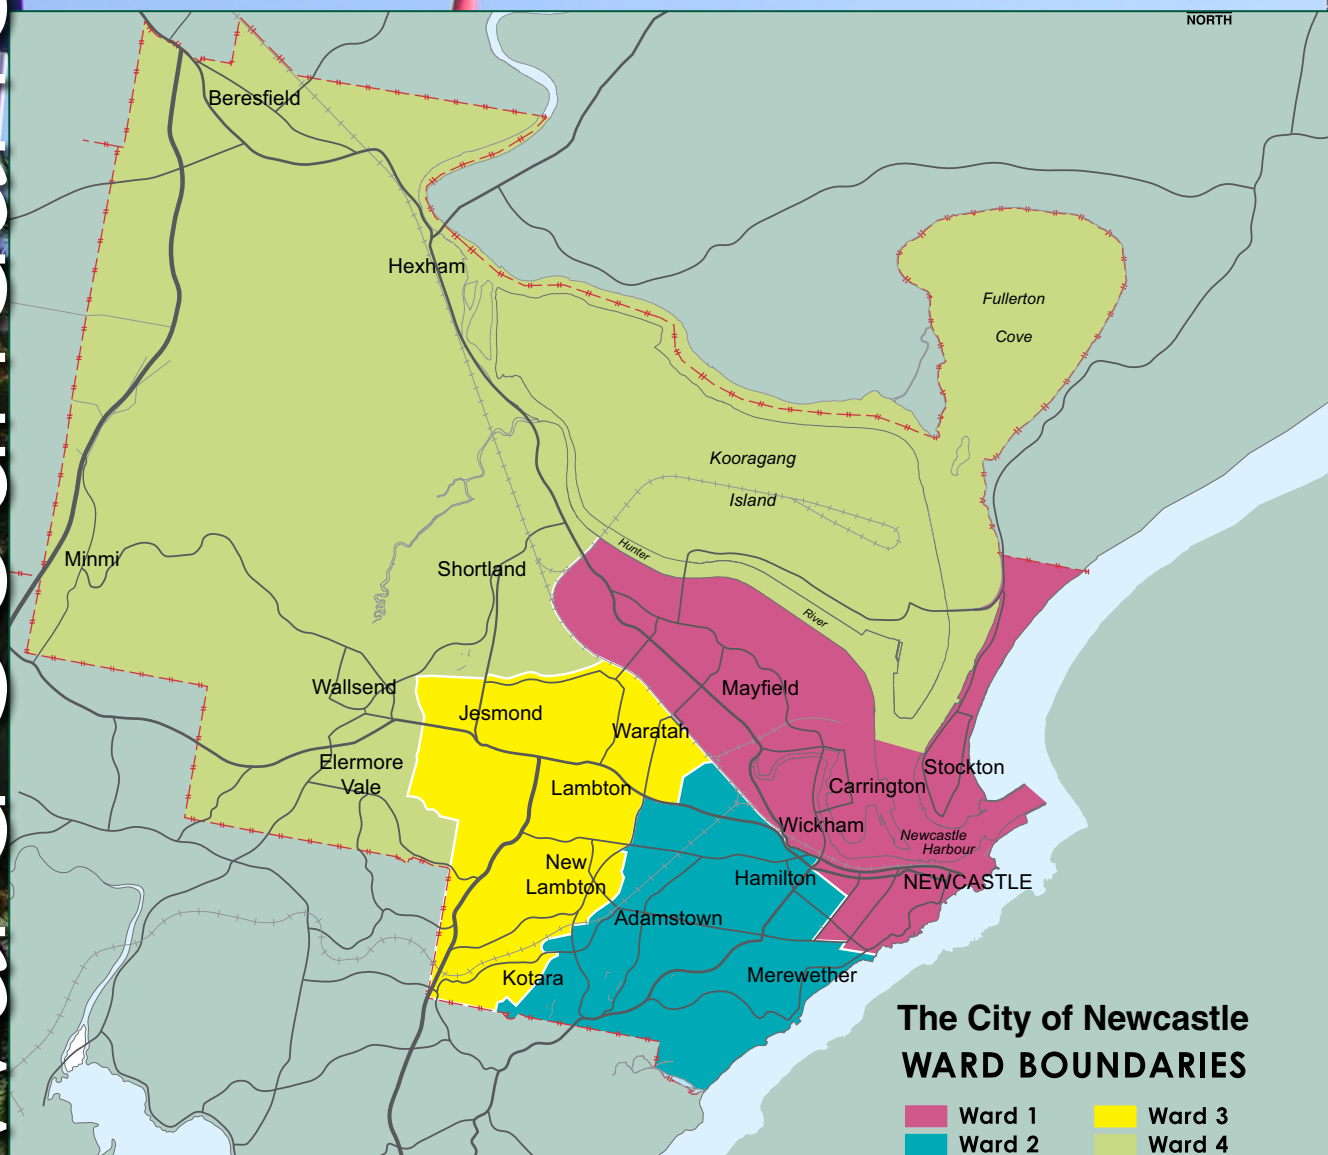 NORTH
Beresfield
Hexham
Fullerton
Cove
Kooragang
Island
Minmi
Shortland
Hunter
River
Wallsend
Mayfield
Jesmond
Waratah
Elermore
Vale
Stockton
Lambton
Carrington
Wickham
Newcastle
Harbour
New
Lambton
Hamilton
NEWCASTLE
Adamstown
Kotara
Merewether
The City of Newcastle
WARD BOUNDARIES
Ward 1
Ward 3
Ward 2
Ward 4